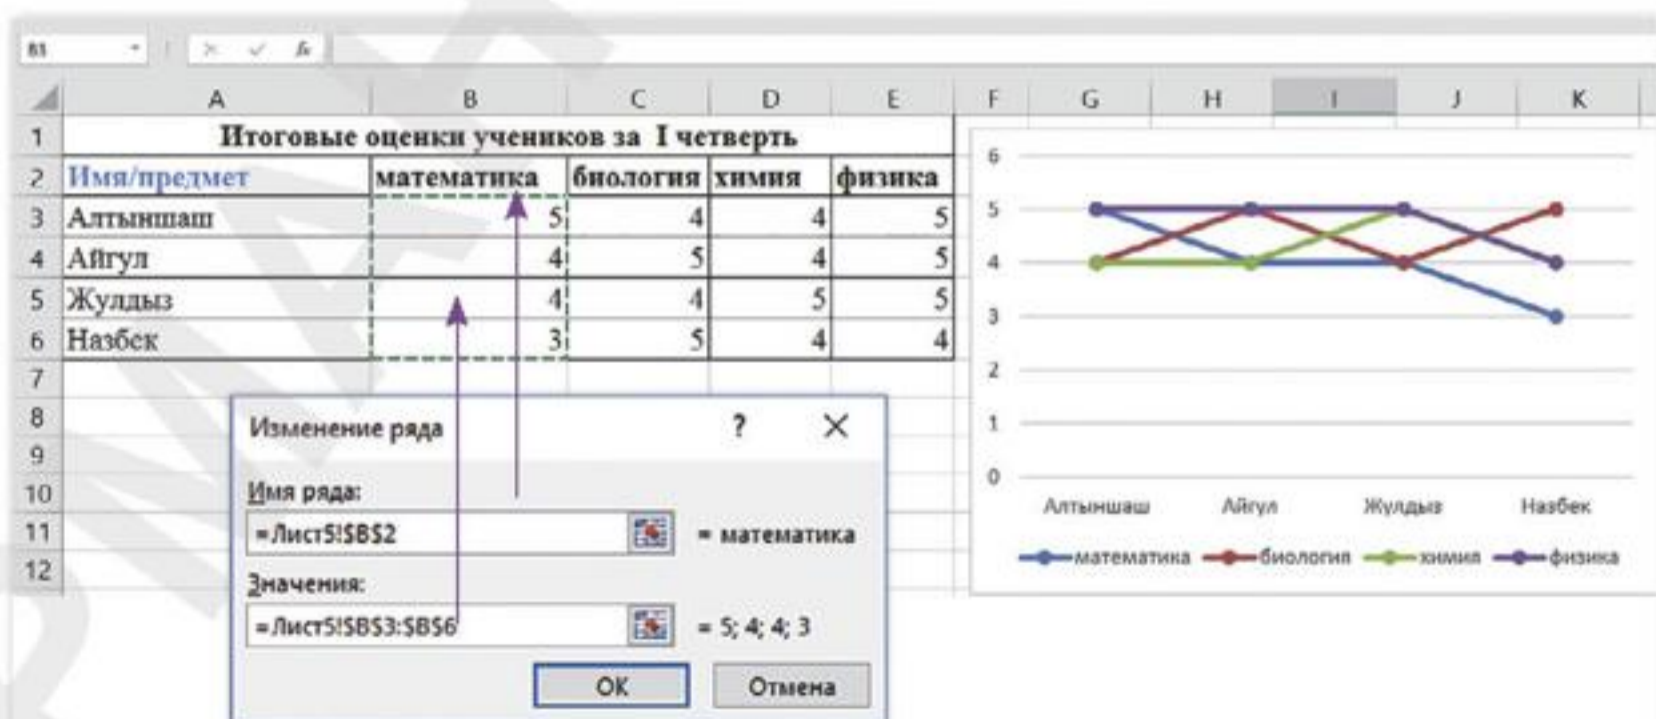 B3 fx
A B C D E F G H I J K
1 Итоговые оценки учеников за I четверть
2 Имя/предмет математика биология химия физика
3 Алтыншаш 5 4 4 5
4 Айгул 4 5 4 5
5 Жулдыз 4 4 5 5
6 Назбек 3 5 4 4
7
8
9
10
11
12
Изменение ряда ? ×
Имя ряда:
=Лист5!$B$2 = математика
Значения:
=Лист5!$B$3:$B$6 = 5; 4; 4; 3
ОК Отмена
6
5
4
3
2
1
0
Алтыншаш Айгул Жулдыз Назбек
математика биология химия физика